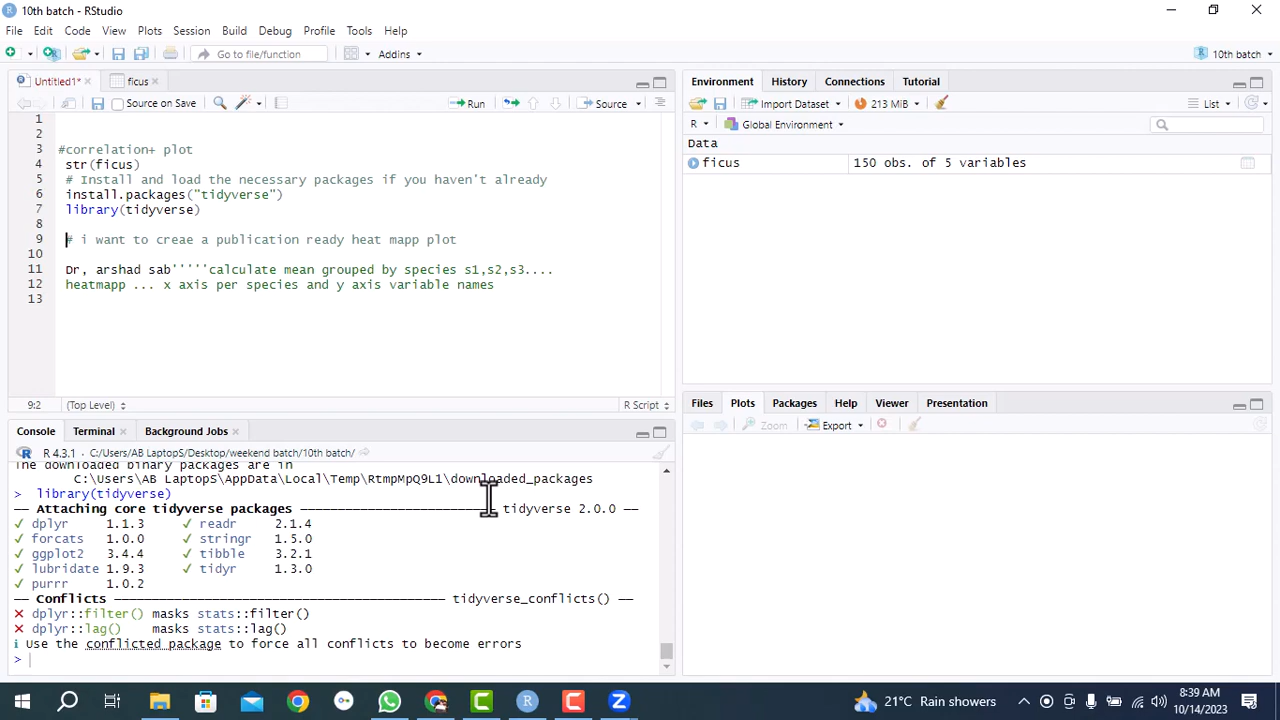 10th batch - RStudio
File Edit Code View Plots Session Build Debug Profile Tools Help
Go to file/function Addins 10th batch
Untitled1* ficus
Source on Save Run Source
1
2
3 #correlation+ plot
4 str(ficus)
5 # Install and load the necessary packages if you haven't already
6 install.packages("tidyverse")
7 library(tidyverse)
8
9 # i want to creae a publication ready heat mapp plot
10
11 Dr, arshad sab'''''calculate mean grouped by species s1,s2,s3....
12 heatmapp ... x axis per species and y axis variable names
13
9:2 (Top Level) R Script
Console Terminal Background Jobs
R 4.3.1 · C:/Users/AB LaptopS/Desktop/weekend batch/10th batch/
The downloaded binary packages are in
C:\Users\AB LaptopS\AppData\Local\Temp\RtmpMpQ9L1\downloaded_packages
> library(tidyverse)
── Attaching core tidyverse packages ──────────────── tidyverse 2.0.0 ──
✓ dplyr 1.1.3 ✓ readr 2.1.4
✓ forcats 1.0.0 ✓ stringr 1.5.0
✓ ggplot2 3.4.4 ✓ tibble 3.2.1
✓ lubridate 1.9.3 ✓ tidyr 1.3.0
✓ purrr 1.0.2
── Conflicts ──────────────── tidyverse_conflicts() ──
✕ dplyr::filter() masks stats::filter()
✕ dplyr::lag() masks stats::lag()
ℹ Use the conflicted package to force all conflicts to become errors
>
Environment History Connections Tutorial
Import Dataset 213 MiB List
R Global Environment
Data
ficus 150 obs. of 5 variables
Files Plots Packages Help Viewer Presentation
Zoom Export
21°C Rain showers
8:39 AM
10/14/2023